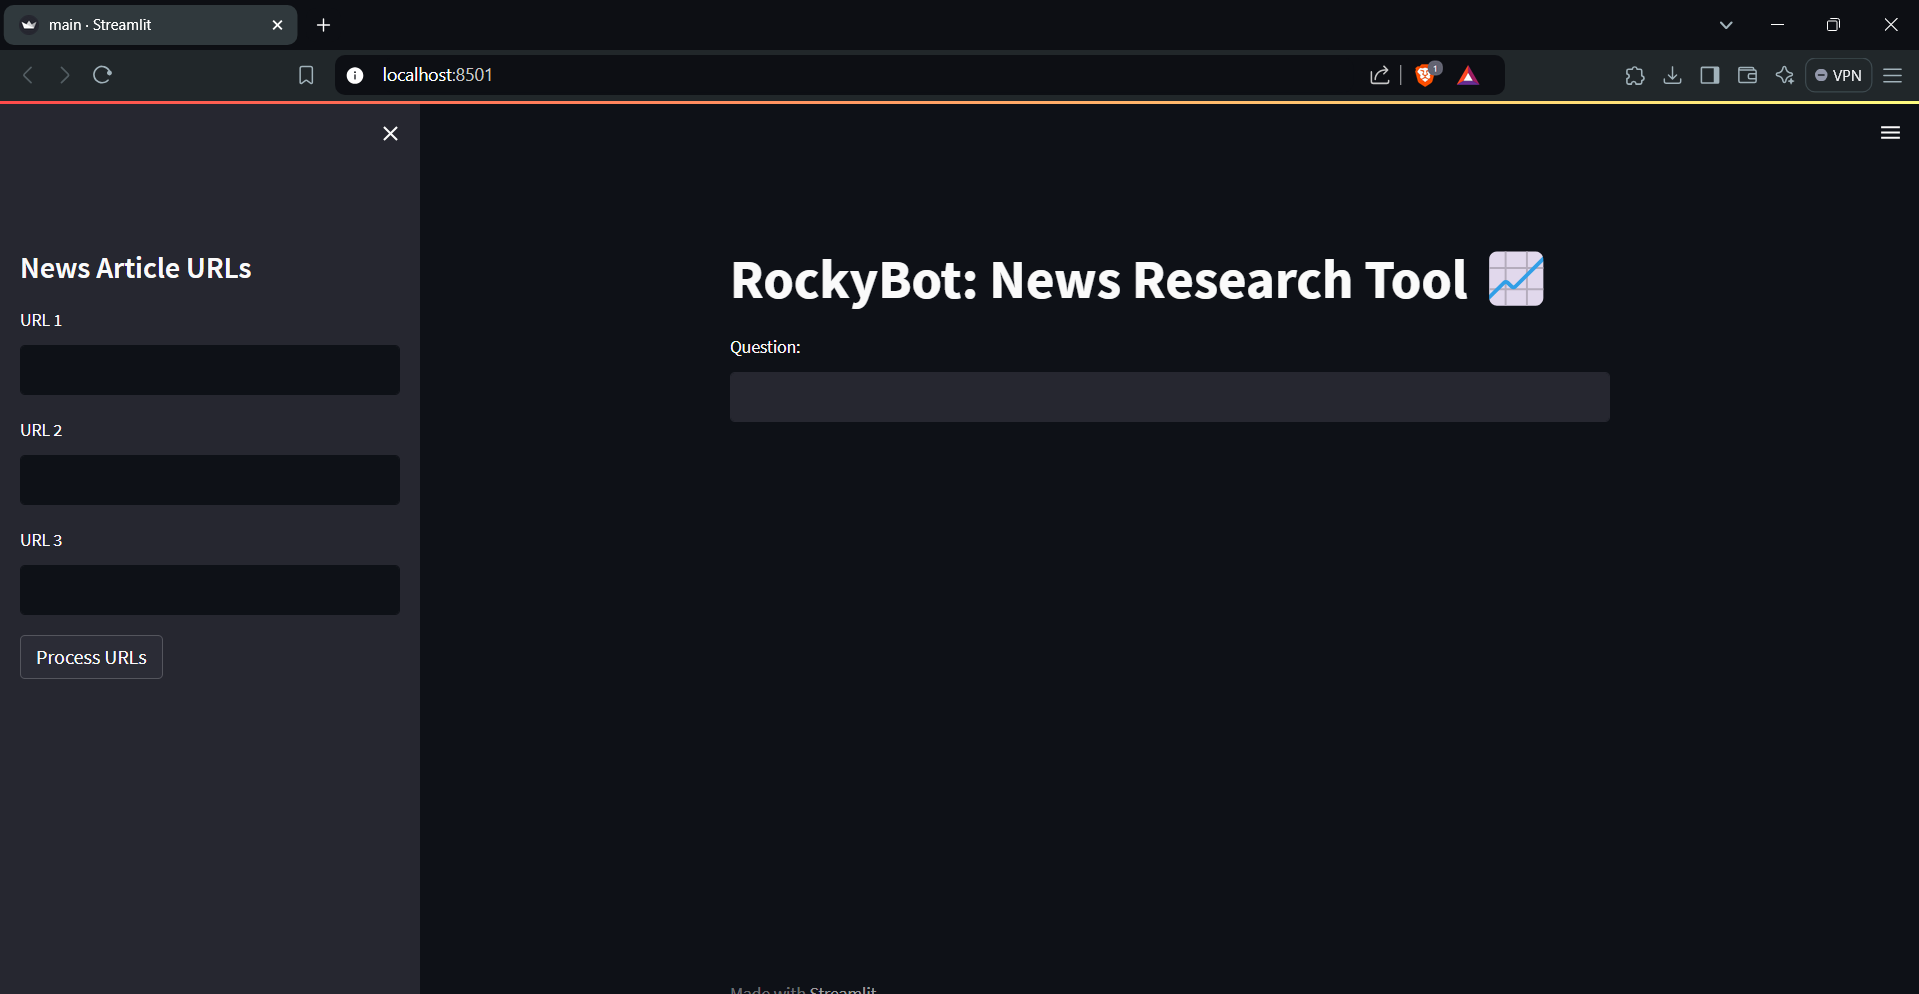 main · Streamlit
localhost:8501
1
VPN
News Article URLs
URL 1
URL 2
URL 3
Process URLs
RockyBot: News Research Tool
Question:
Made with Streamlit